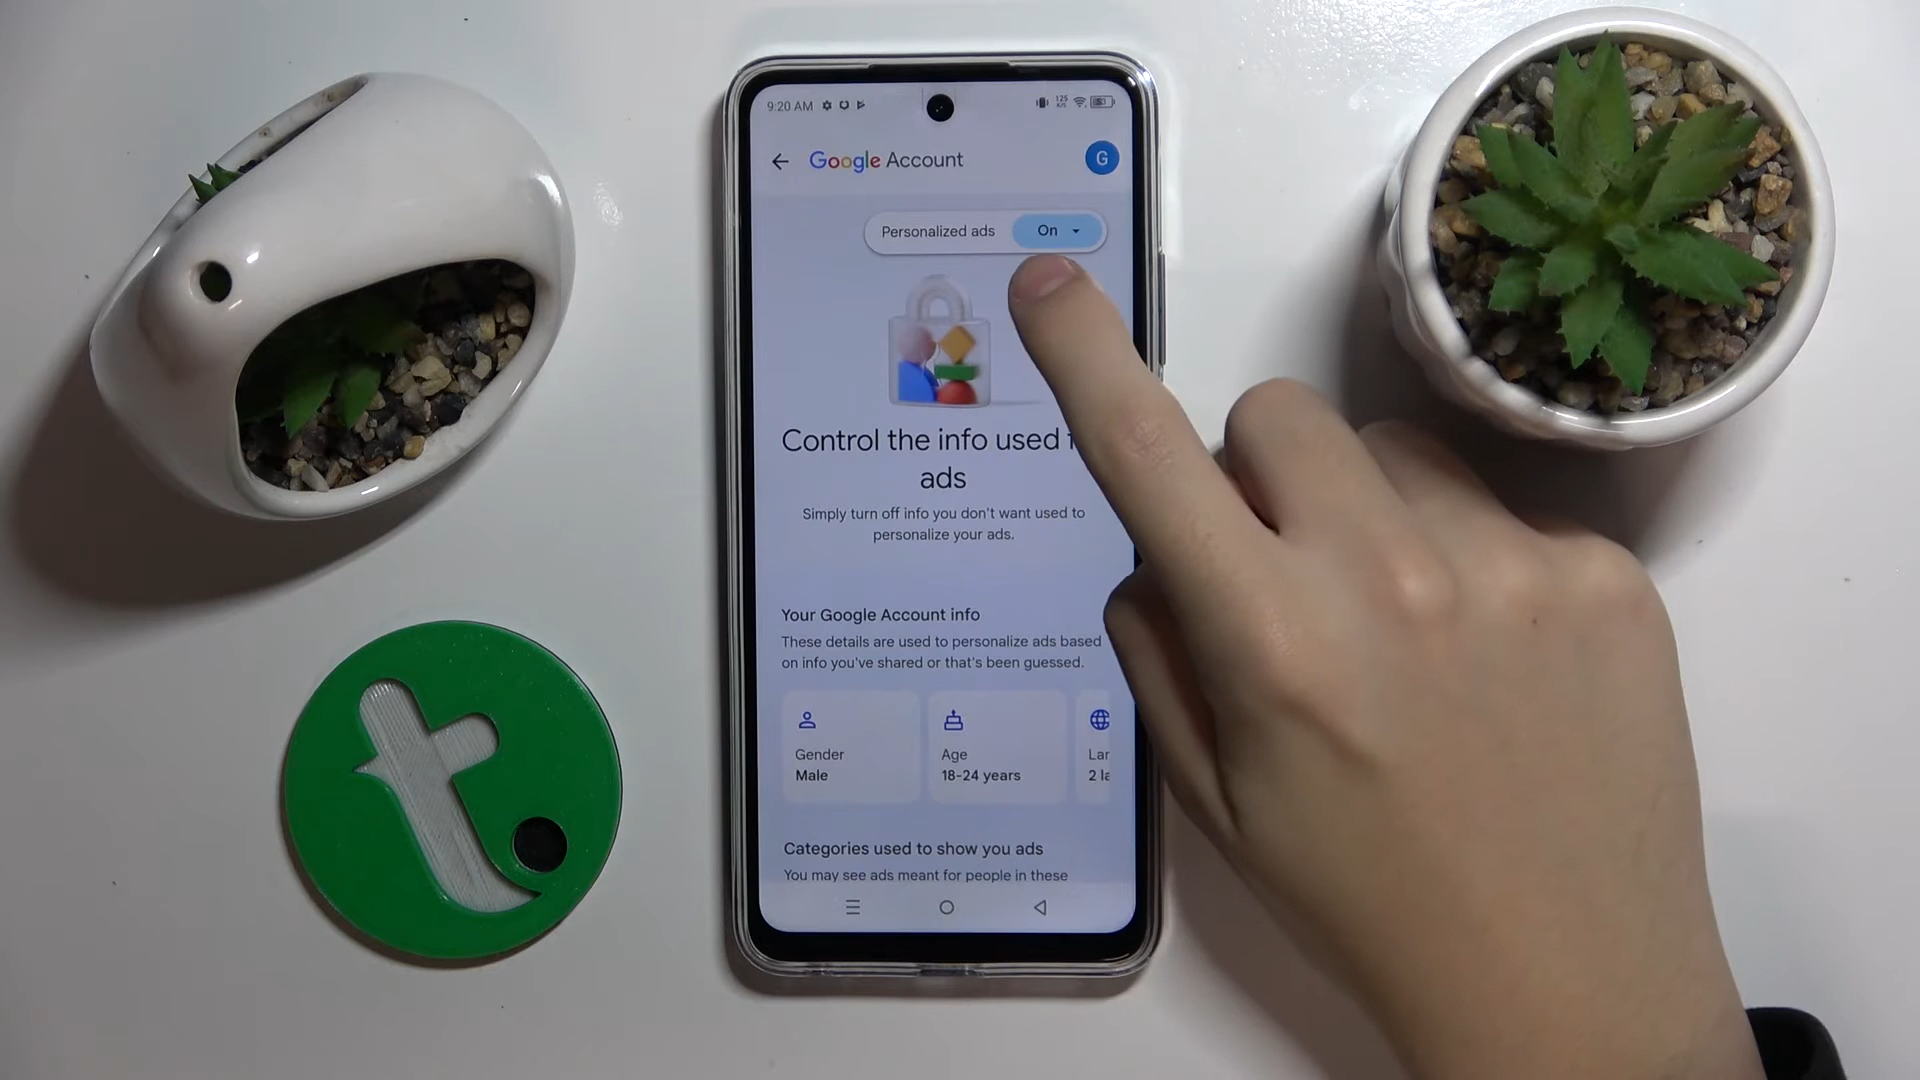 9:20 AM
125
K/S
Google Account
G
Personalized ads
On
Control the info used
ads
Simply turn off info you don't want used to
personalize your ads.
Your Google Account info
These details are used to personalize ads based
on info you've shared or that's been guessed.
Gender
Male
Age
18-24 years
Lar
2 la
Categories used to show you ads
You may see ads meant for people in these
t